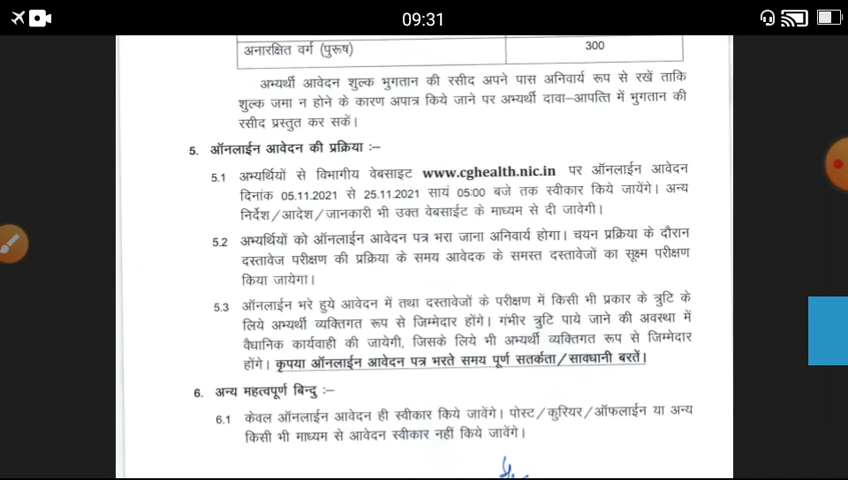 09:31
अनारक्षित वर्ग (पुरूष) 300
अभ्यर्थी आवेदन शुल्क भुगतान की रसीद अपने पास अनिवार्य रूप से रखें ताकि
शुल्क जमा न होने के कारण अपात्र किये जाने पर अभ्यर्थी दावा–आपत्ति में भुगतान की
रसीद प्रस्तुत कर सकें।
5. ऑनलाईन आवेदन की प्रक्रिया :–
5.1 अभ्यर्थियों से विभागीय वेबसाइट www.cghealth.nic.in पर ऑनलाईन आवेदन
दिनांक 05.11.2021 से 25.11.2021 सायं 05:00 बजे तक स्वीकार किये जायेंगे। अन्य
निर्देश/आदेश/जानकारी भी उक्त वेबसाईट के माध्यम से दी जावेगी।
5.2 अभ्यर्थियों को ऑनलाईन आवेदन पत्र भरा जाना अनिवार्य होगा। चयन प्रक्रिया के दौरान
दस्तावेज परीक्षण की प्रक्रिया के समय आवेदक के समस्त दस्तावेजों का सूक्ष्म परीक्षण
किया जायेगा।
5.3 ऑनलाईन भरे हुये आवेदन में तथा दस्तावेजों के परीक्षण में किसी भी प्रकार के त्रुटि के
लिये अभ्यर्थी व्यक्तिगत रूप से जिम्मेदार होंगे। गंभीर त्रुटि पाये जाने की अवस्था में
वैधानिक कार्यवाही की जायेगी, जिसके लिये भी अभ्यर्थी व्यक्तिगत रूप से जिम्मेदार
होंगे। कृपया ऑनलाईन आवेदन पत्र भरते समय पूर्ण सतर्कता/सावधानी बरतें।
6. अन्य महत्वपूर्ण बिन्दु :–
6.1 केवल ऑनलाईन आवेदन ही स्वीकार किये जावेंगे। पोस्ट/कुरियर/ऑफलाईन या अन्य
किसी भी माध्यम से आवेदन स्वीकार नहीं किये जावेंगे।